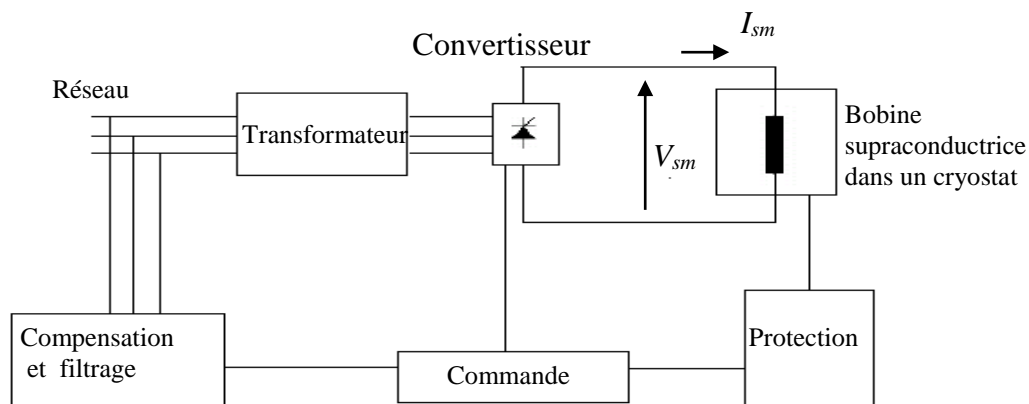 I_sm
Convertisseur
Réseau
Transformateur
V_sm
Bobine
supraconductrice
dans un cryostat
Compensation
et filtrage
Commande
Protection